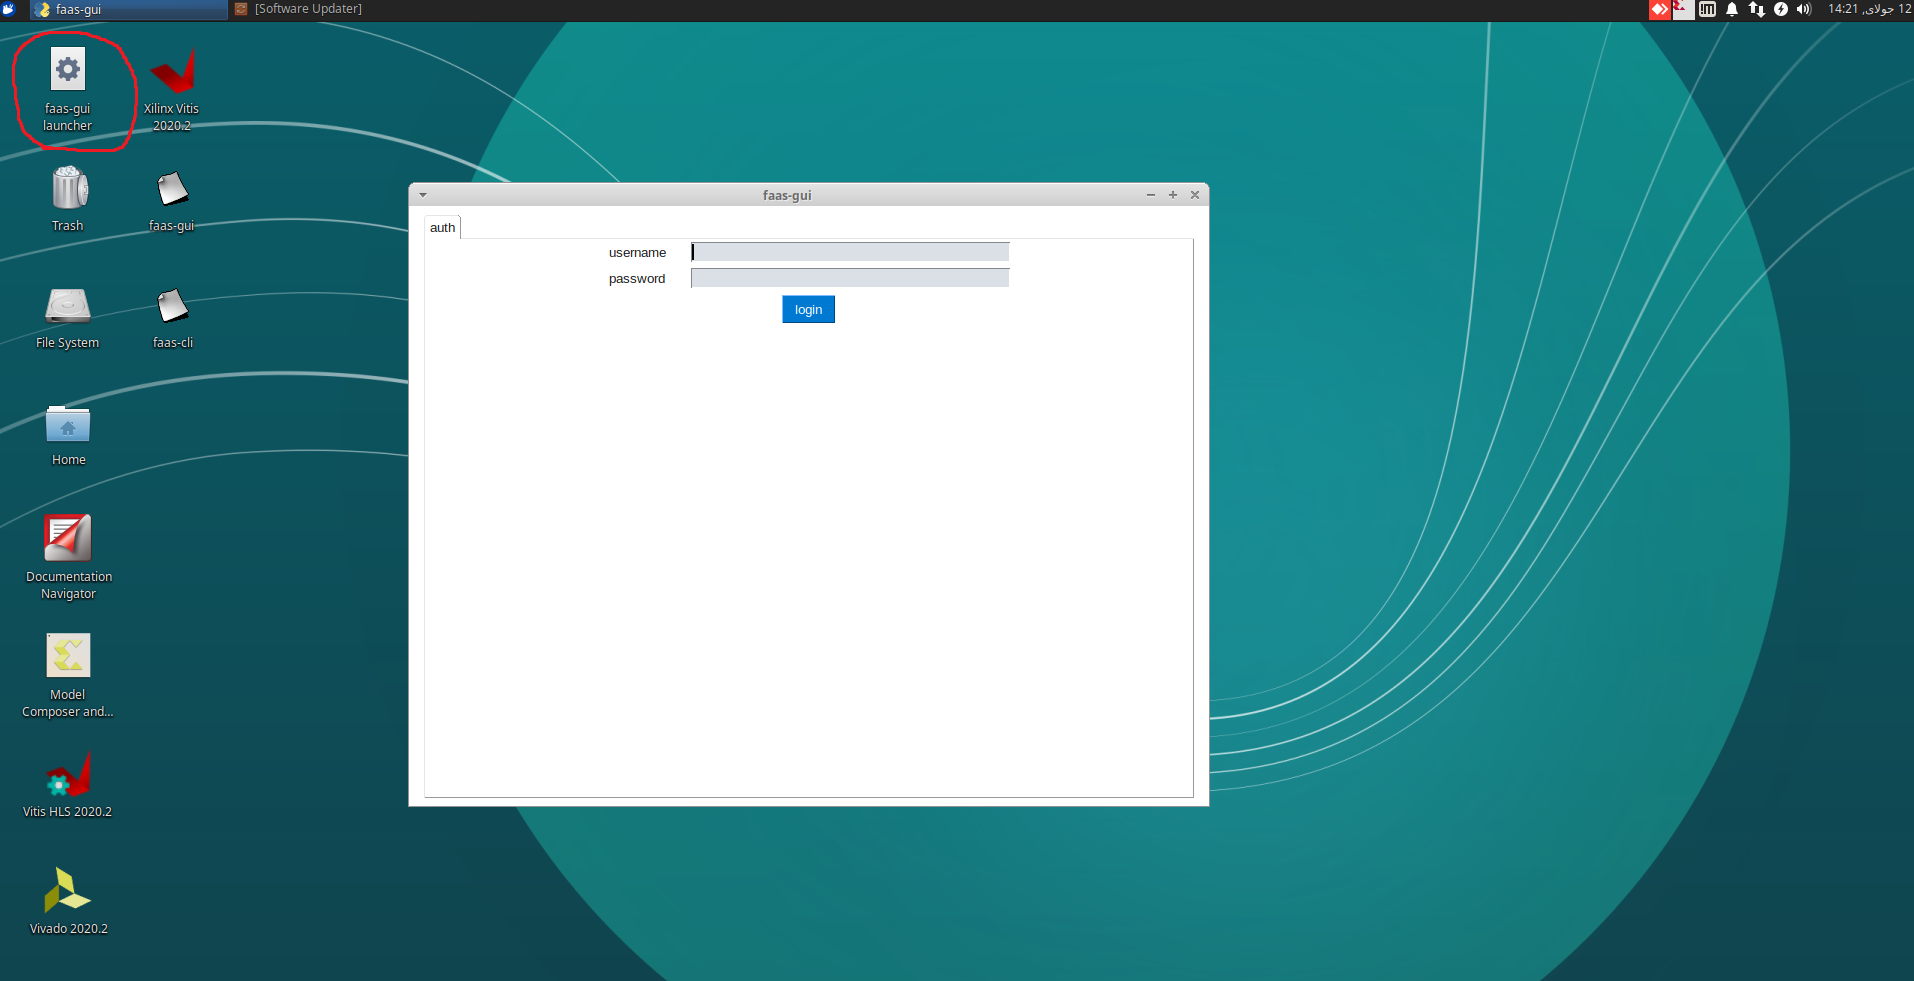 faas-gui
[Software Updater]
12 جولای, 14:21
faas-gui
launcher
Xilinx Vitis
2020.2
Trash
faas-gui
File System
faas-cli
Home
Documentation
Navigator
Model
Composer and...
Vitis HLS 2020.2
Vivado 2020.2
faas-gui
auth
username
password
login